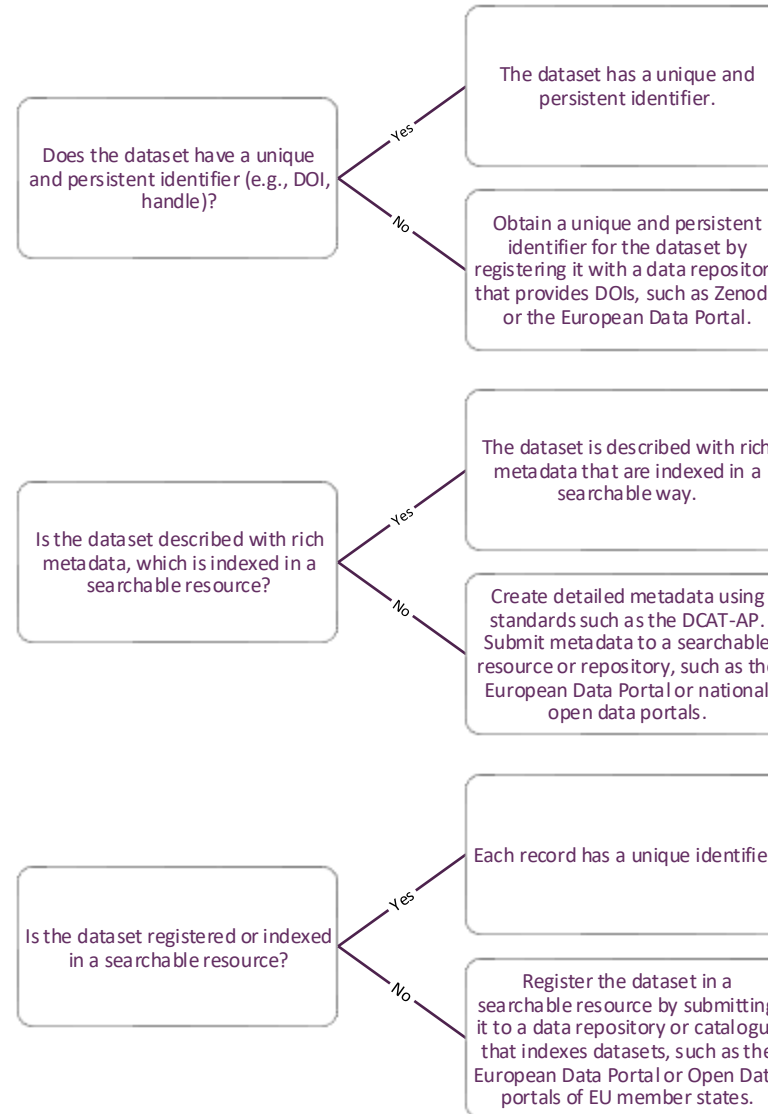 The dataset has a unique and
persistent identifier.
Yes
Does the dataset have a unique
and persistent identifier (e.g., DOI,
handle)?
No
Obtain a unique and persistent
identifier for the dataset by
registering it with a data repositor
that provides DOIs, such as Zenod
or the European Data Portal.
The dataset is described with rich
metadata that are indexed in a
searchable way.
Yes
Is the dataset described with rich
metadata, which is indexed in a
searchable resource?
No
Create detailed metadata using
standards such as the DCAT-AP.
Submit metadata to a searchable
resource or repository, such as the
European Data Portal or national
open data portals.
Each record has a unique identifie
Yes
Is the dataset registered or indexed
in a searchable resource?
No
Register the dataset in a
searchable resource by submitting
it to a data repository or catalogu
that indexes datasets, such as the
European Data Portal or Open Dat
portals of EU member states.